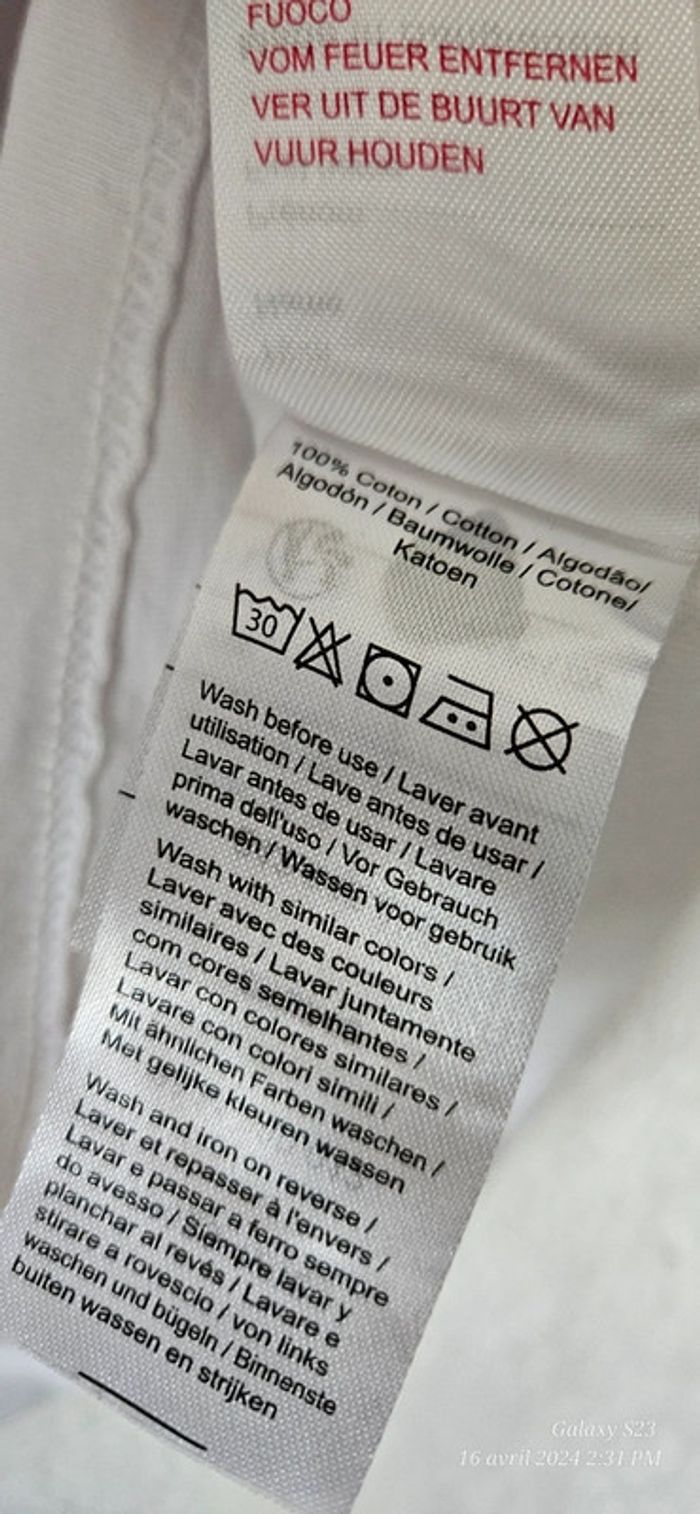 FUOCO
VOM FEUER ENTFERNEN
VER UIT DE BUURT VAN
VUUR HOUDEN
100% Coton / Cotton / Algodão/
Algodón / Baumwolle / Cotone/
Katoen
30
Wash before use / Laver avant
utilisation / Lave antes de usar /
Lavar antes de usar / Lavare
prima dell'uso / Vor Gebrauch
waschen / Wassen voor gebruik
Wash with similar colors /
Laver avec des couleurs
similaires / Lavar juntamente
com cores semelhantes /
Lavar con colores similares /
Lavare con colori simili /
Mit ähnlichen Farben waschen /
Met gelijke kleuren wassen
Wash and iron on reverse /
Laver et repasser à l'envers /
Lavar e passar a ferro sempre
do avesso / Siempre lavar y
planchar al revés / Lavare e
stirare a rovescio / von links
waschen und bügeln / Binnenste
buiten wassen en strijken
Galaxy S23
16 avril 2024 2:31 PM